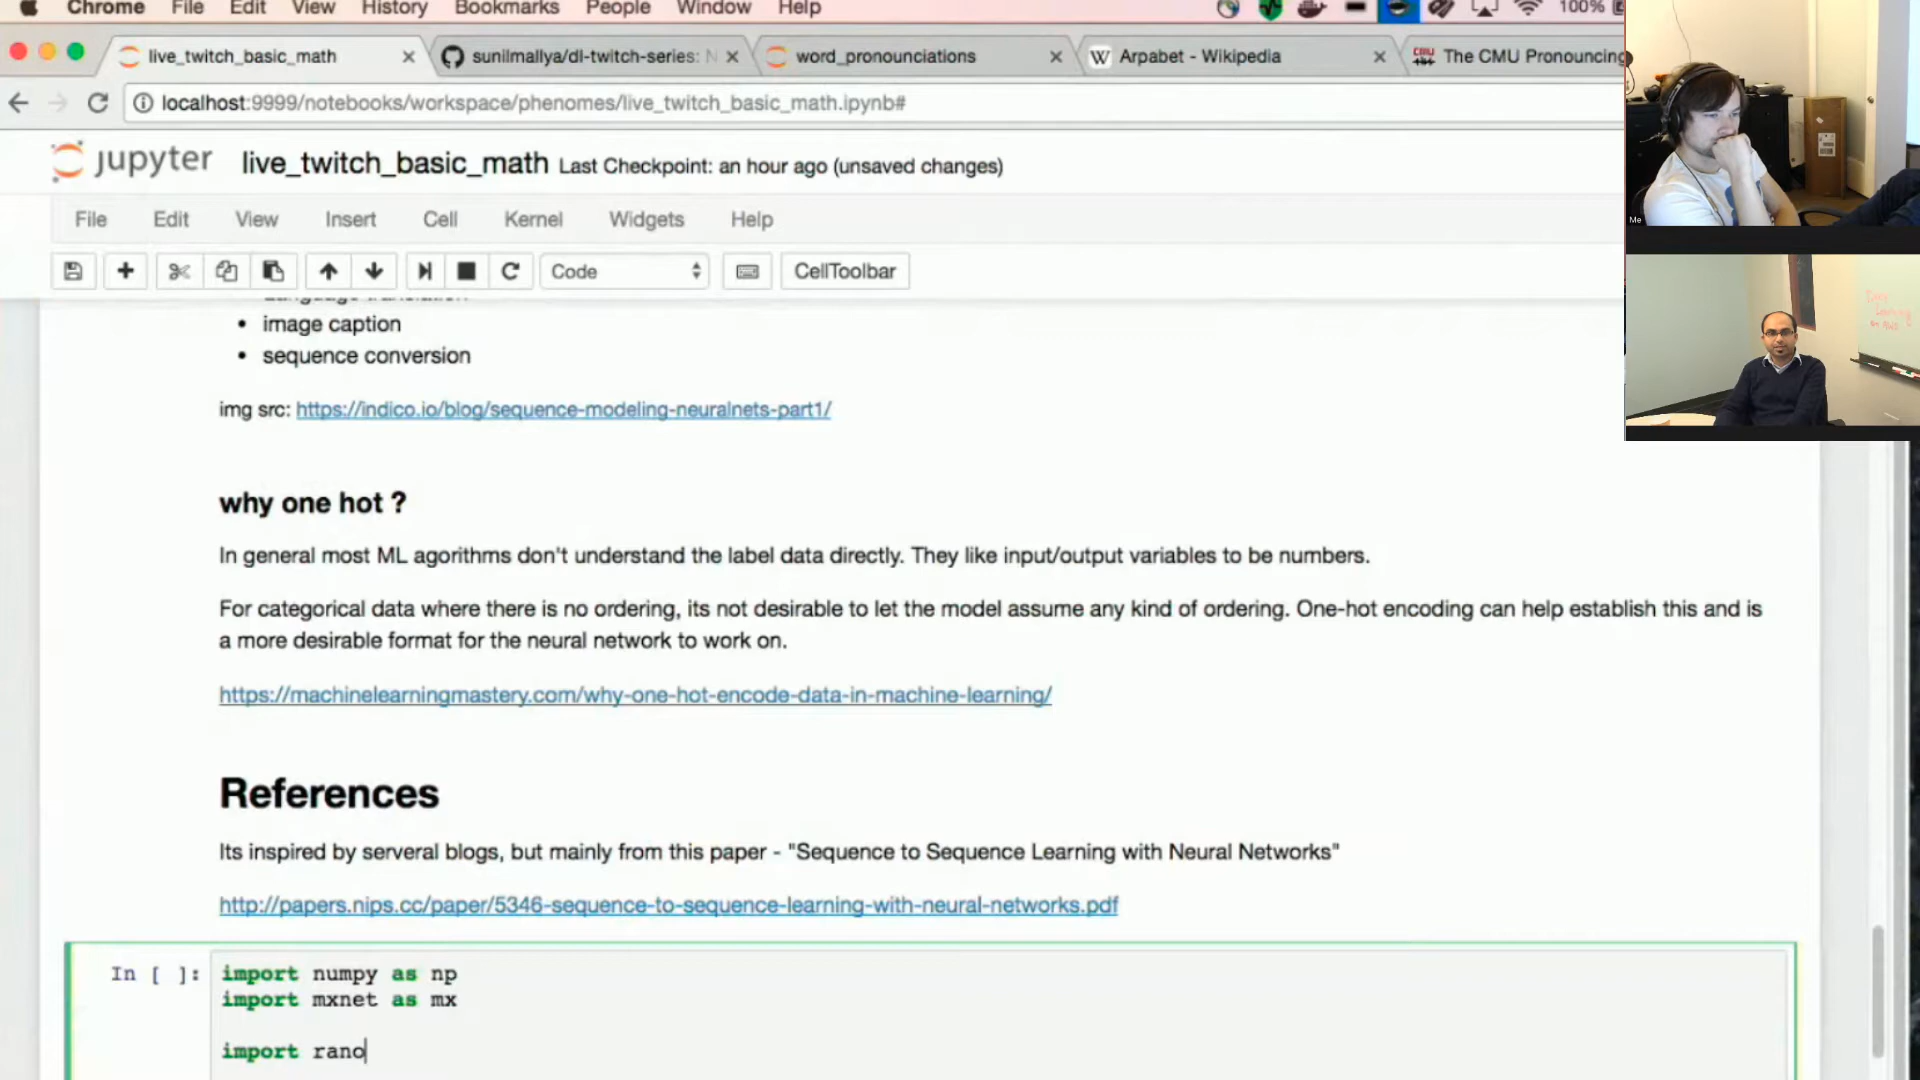 Chrome File Edit View History Bookmarks People Window Help 100%
live_twitch_basic_math sunilmallya/dl-twitch-series: N word_pronounciations Arpabet - Wikipedia The CMU Pronouncing
localhost:9999/notebooks/workspace/phenomes/live_twitch_basic_math.ipynb#
jupyter live_twitch_basic_math Last Checkpoint: an hour ago (unsaved changes)
File Edit View Insert Cell Kernel Widgets Help
Code CellToolbar
• image caption
• sequence conversion
img src: https://indico.io/blog/sequence-modeling-neuralnets-part1/
why one hot ?
In general most ML agorithms don't understand the label data directly. They like input/output variables to be numbers.
For categorical data where there is no ordering, its not desirable to let the model assume any kind of ordering. One-hot encoding can help establish this and is
a more desirable format for the neural network to work on.
https://machinelearningmastery.com/why-one-hot-encode-data-in-machine-learning/
References
Its inspired by serveral blogs, but mainly from this paper - "Sequence to Sequence Learning with Neural Networks"
http://papers.nips.cc/paper/5346-sequence-to-sequence-learning-with-neural-networks.pdf
In [ ]: import numpy as np
import mxnet as mx
import rano
Me